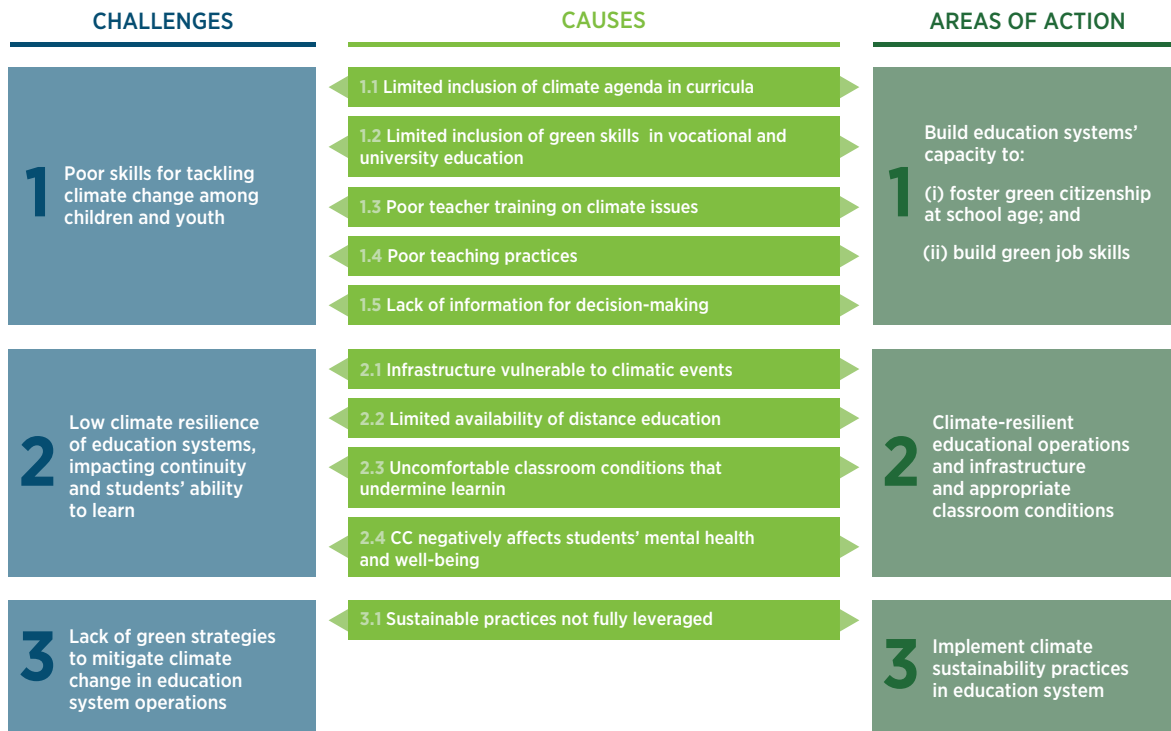 CHALLENGES
CAUSES
AREAS OF ACTION
1
Poor skills for tackling
climate change among
children and youth
1.1 Limited inclusion of climate agenda in curricula
1.2 Limited inclusion of green skills in vocational and
university education
1.3 Poor teacher training on climate issues
1.4 Poor teaching practices
1.5 Lack of information for decision-making
1
Build education systems’
capacity to:
(i) foster green citizenship
at school age; and
(ii) build green job skills
2
Low climate resilience
of education systems,
impacting continuity
and students’ ability
to learn
2.1 Infrastructure vulnerable to climatic events
2.2 Limited availability of distance education
2.3 Uncomfortable classroom conditions that
undermine learnin
2.4 CC negatively affects students’ mental health
and well-being
2
Climate-resilient
educational operations
and infrastructure
and appropriate
classroom conditions
3
Lack of green strategies
to mitigate climate
change in education
system operations
3.1 Sustainable practices not fully leveraged
3
Implement climate
sustainability practices
in education system